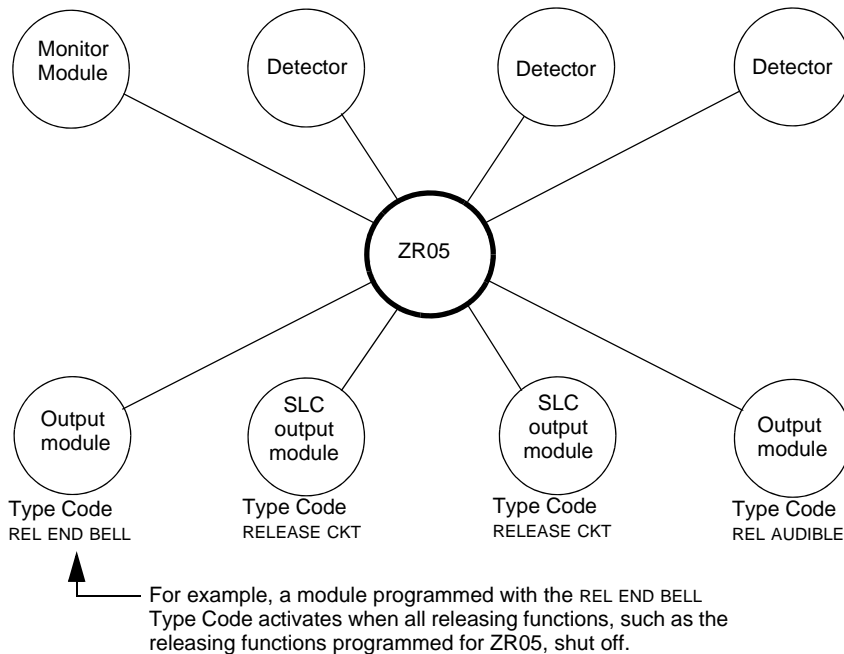 Monitor
Module
Detector
Detector
Detector
ZR05
Output
module
SLC
output
module
SLC
output
module
Output
module
Type Code
REL END BELL
Type Code
RELEASE CKT
Type Code
RELEASE CKT
Type Code
REL AUDIBLE
For example, a module programmed with the REL END BELL
Type Code activates when all releasing functions, such as the
releasing functions programmed for ZR05, shut off.